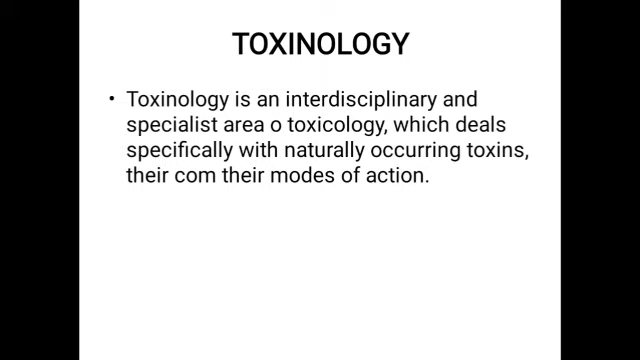 TOXINOLOGY
• Toxinology is an interdisciplinary and
specialist area o toxicology, which deals
specifically with naturally occurring toxins,
their com their modes of action.